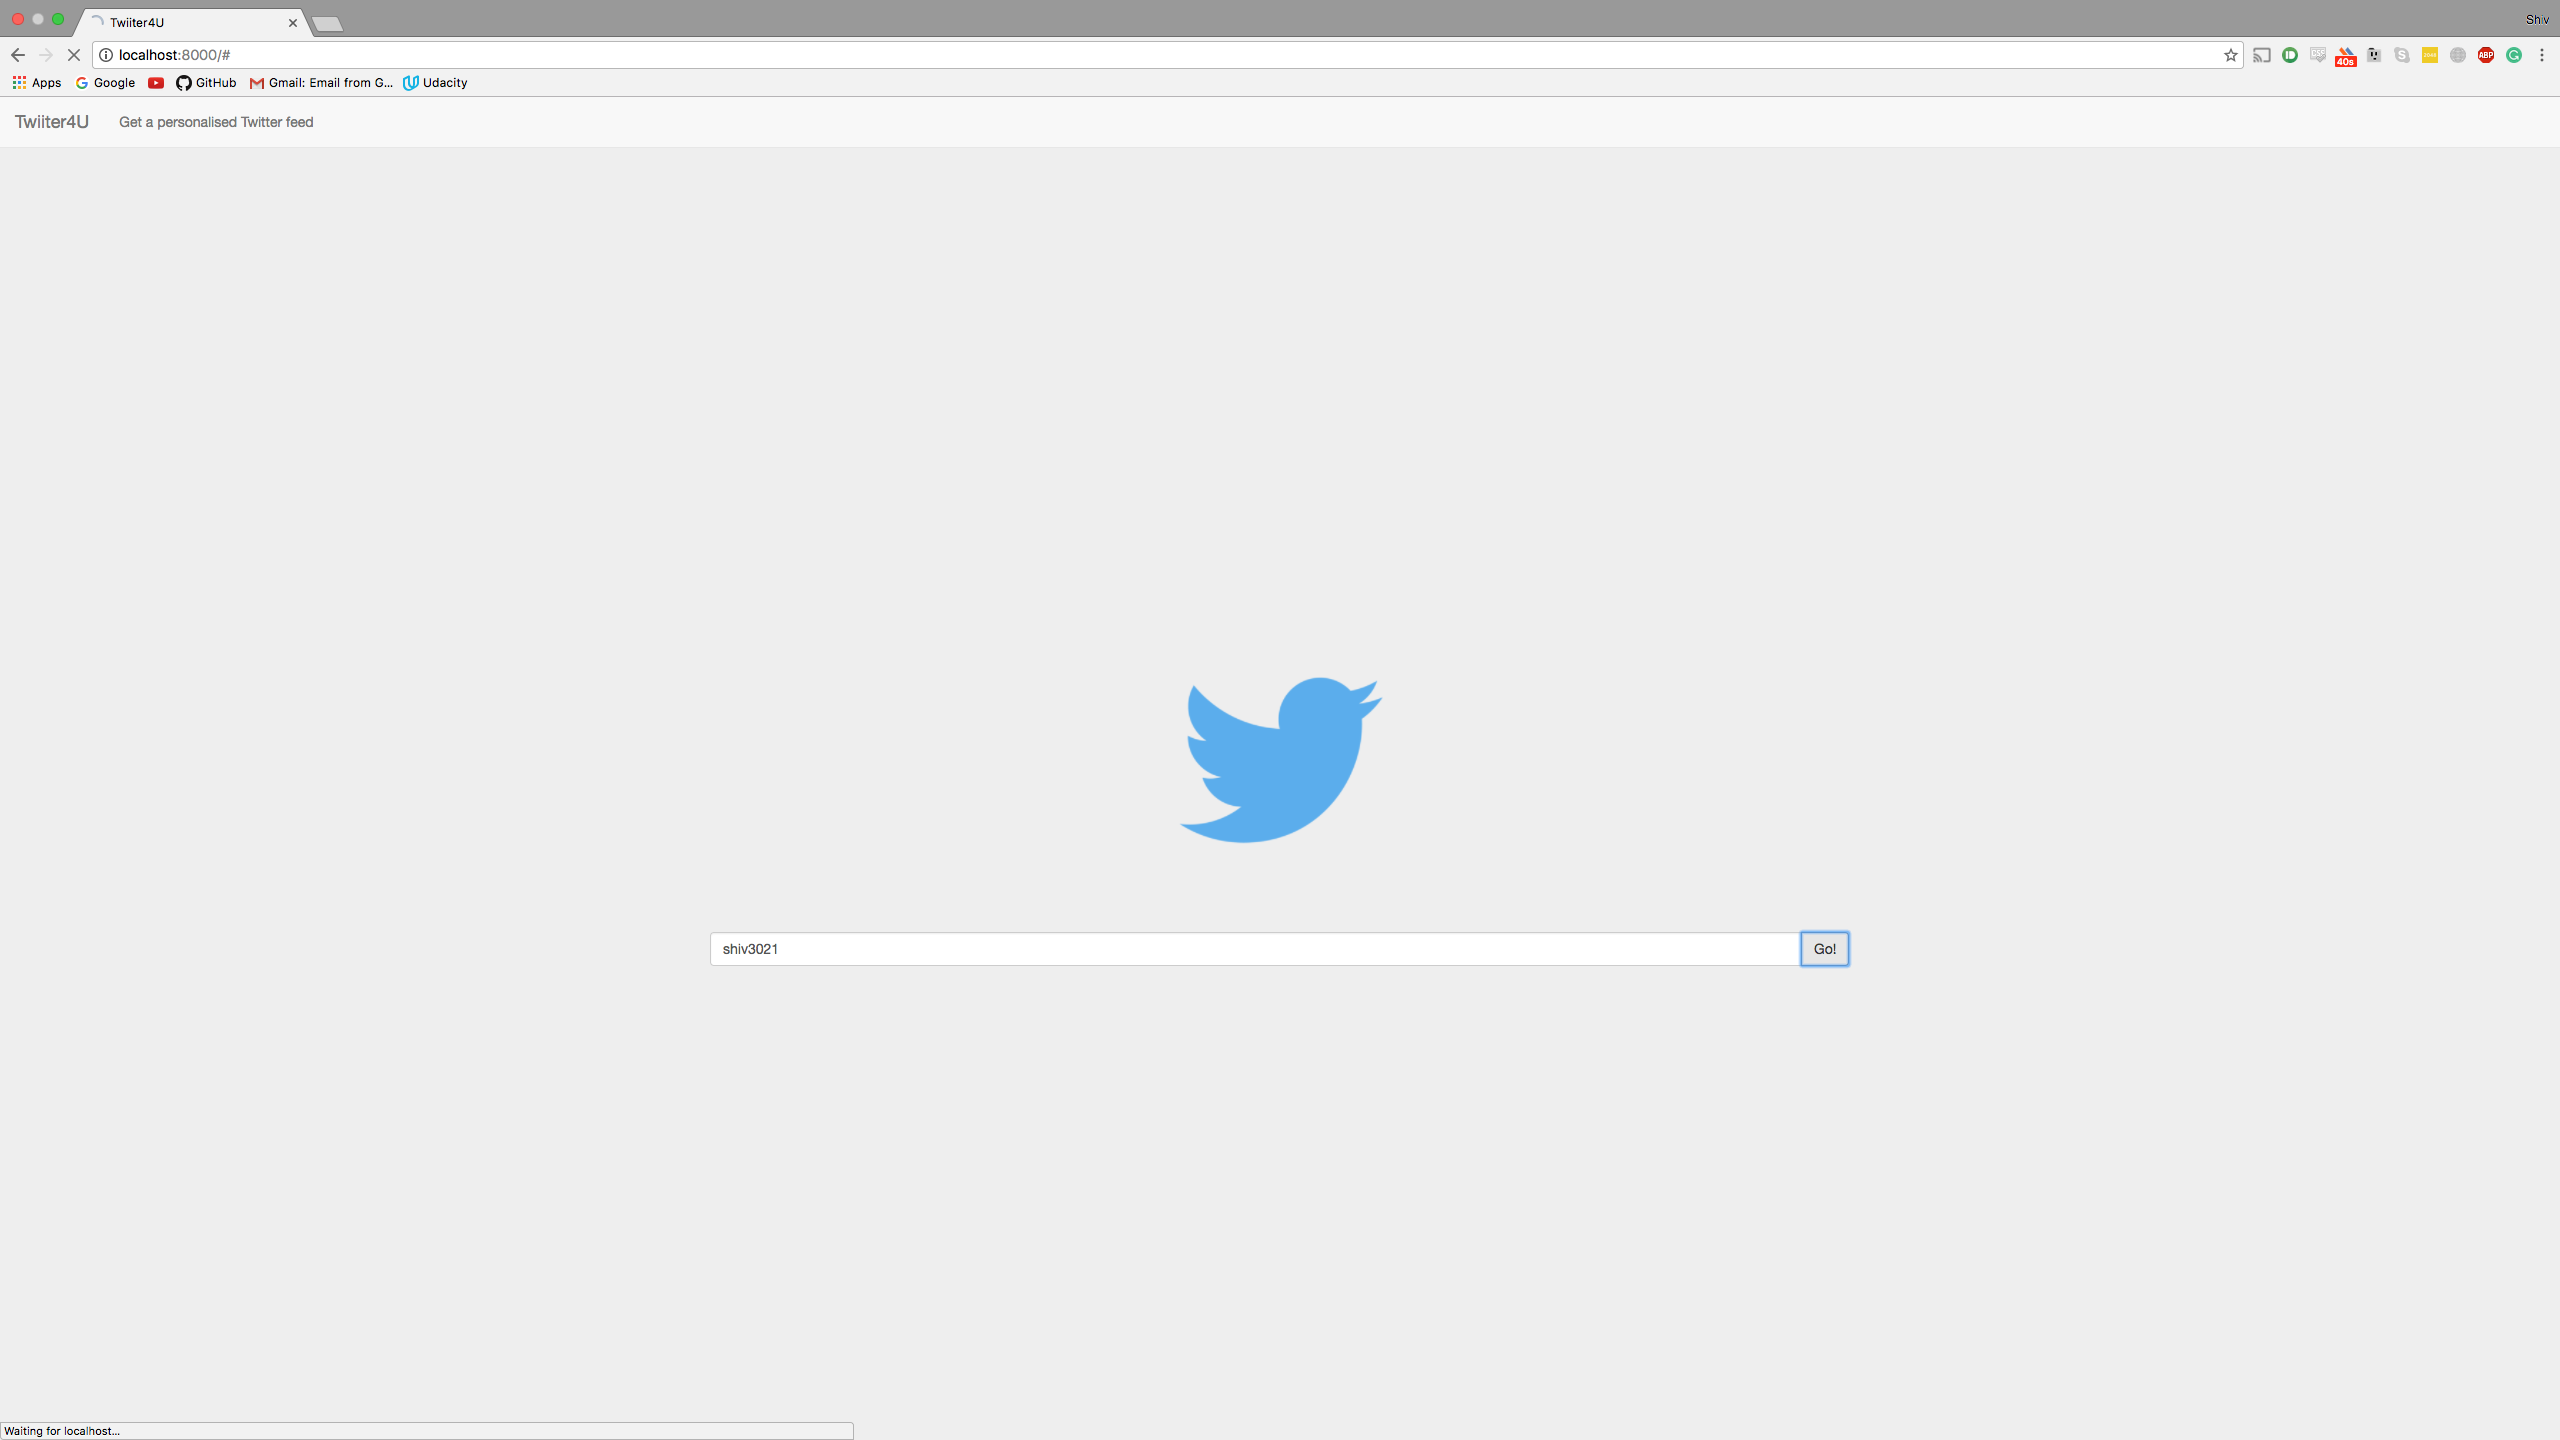 Twiiter4U
Shiv
localhost:8000/#
40s
ABP
Apps Google GitHub Gmail: Email from G... Udacity
Twiiter4U Get a personalised Twitter feed
shiv3021 Go!
Waiting for localhost...